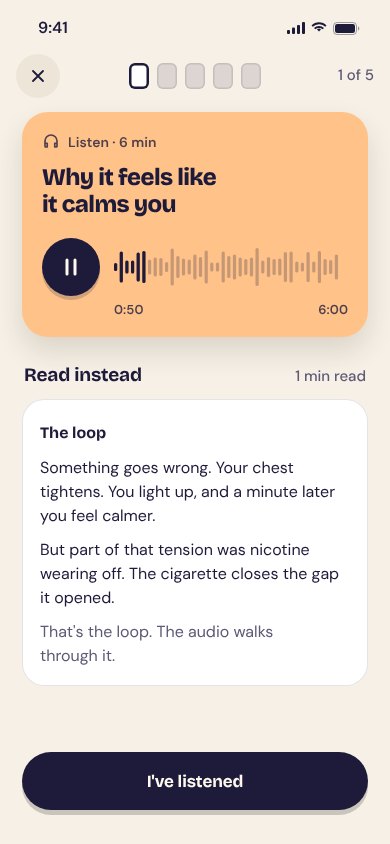 9:41
1 of 5
Listen · 6 min
Why it feels like
it calms you
0:50
6:00
Read instead
1 min read
The loop
Something goes wrong. Your chest
tightens. You light up, and a minute later
you feel calmer.
But part of that tension was nicotine
wearing off. The cigarette closes the gap
it opened.
That's the loop. The audio walks
through it.
I've listened